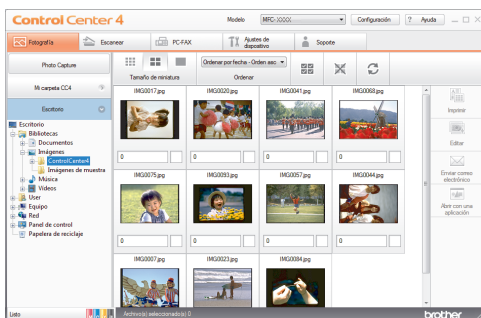 Control Center 4
Modelo MFC-XXXX Configuración ? Ayuda
Fotografía Escanear PC-FAX Ajustes de dispositivo Soporte
Photo Capture
Mi carpeta CC4
Escritorio
Tamaño de miniatura
Ordenar por fecha - Orden asc.
Ordenar
Escritorio
Bibliotecas
Documentos
Imágenes
ControlCenter4
Imágenes de muestra
Música
Vídeos
User
Equipo
Red
Panel de control
Papelera de reciclaje
IMG0017.jpg IMG0020.jpg IMG0041.jpg IMG0068.jpg
0 0 0 0
IMG0075.jpg IMG0093.jpg IMG0057.jpg IMG0044.jpg
0 0 0 0
IMG0007.jpg IMG0023.jpg IMG0084.jpg
Imprimir
Editar
Enviar correo
electrónico
Abrir con una
aplicación
Listo
Archivo(s) seleccionado(s) 0
brother